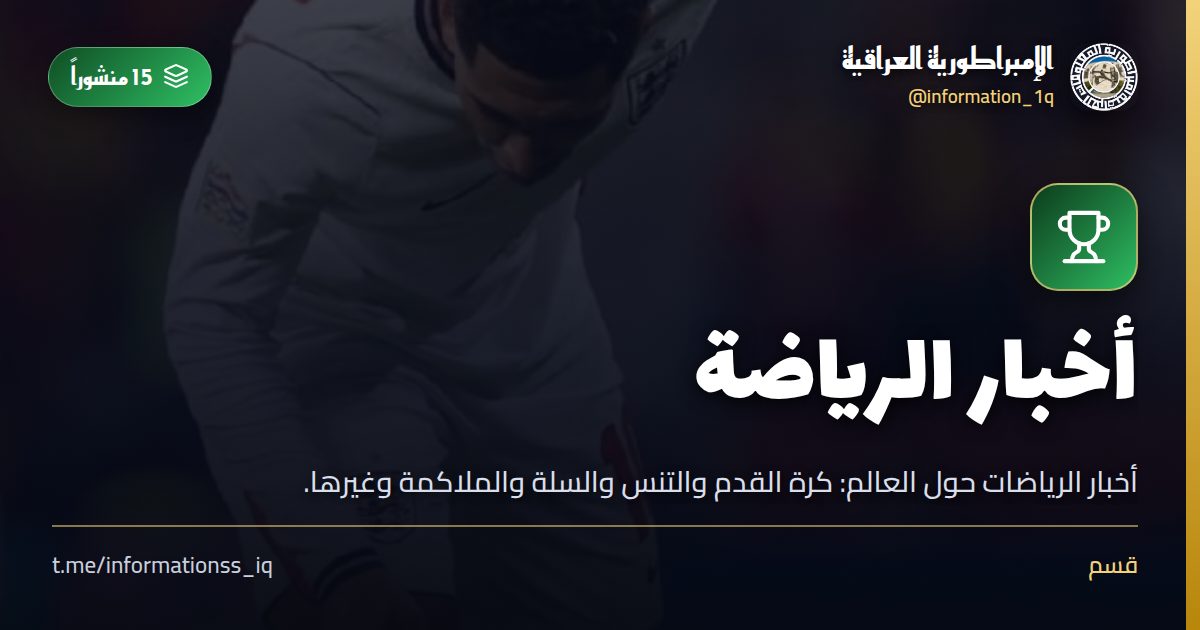 الإمبراطورية العراقية
@information_1q
15 منشوراً
أخبار الرياضة
أخبار الرياضات حول العالم: كرة القدم والتنس والسلة والملاكمة وغيرها.
قسم
t.me/informationss_iq